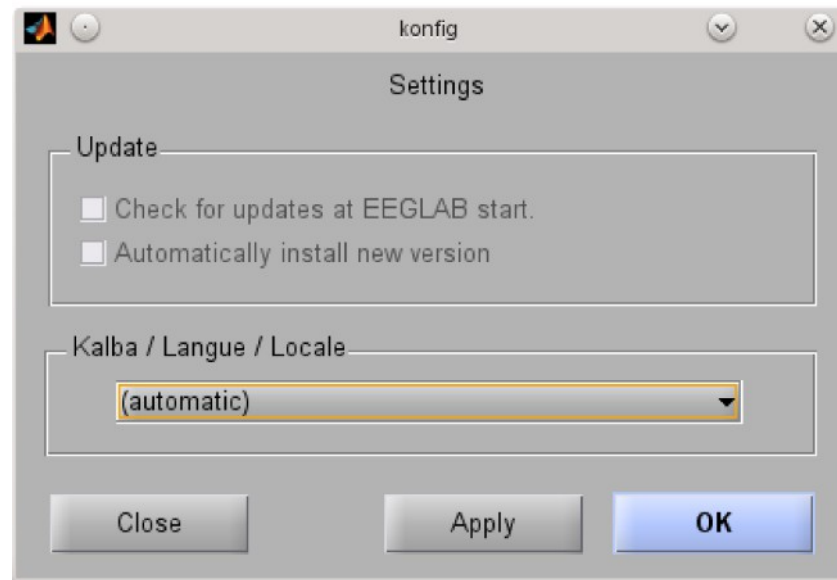 konfig
Settings
Update
Check for updates at EEGLAB start.
Automatically install new version
Kalba / Langue / Locale
(automatic)
Close Apply OK